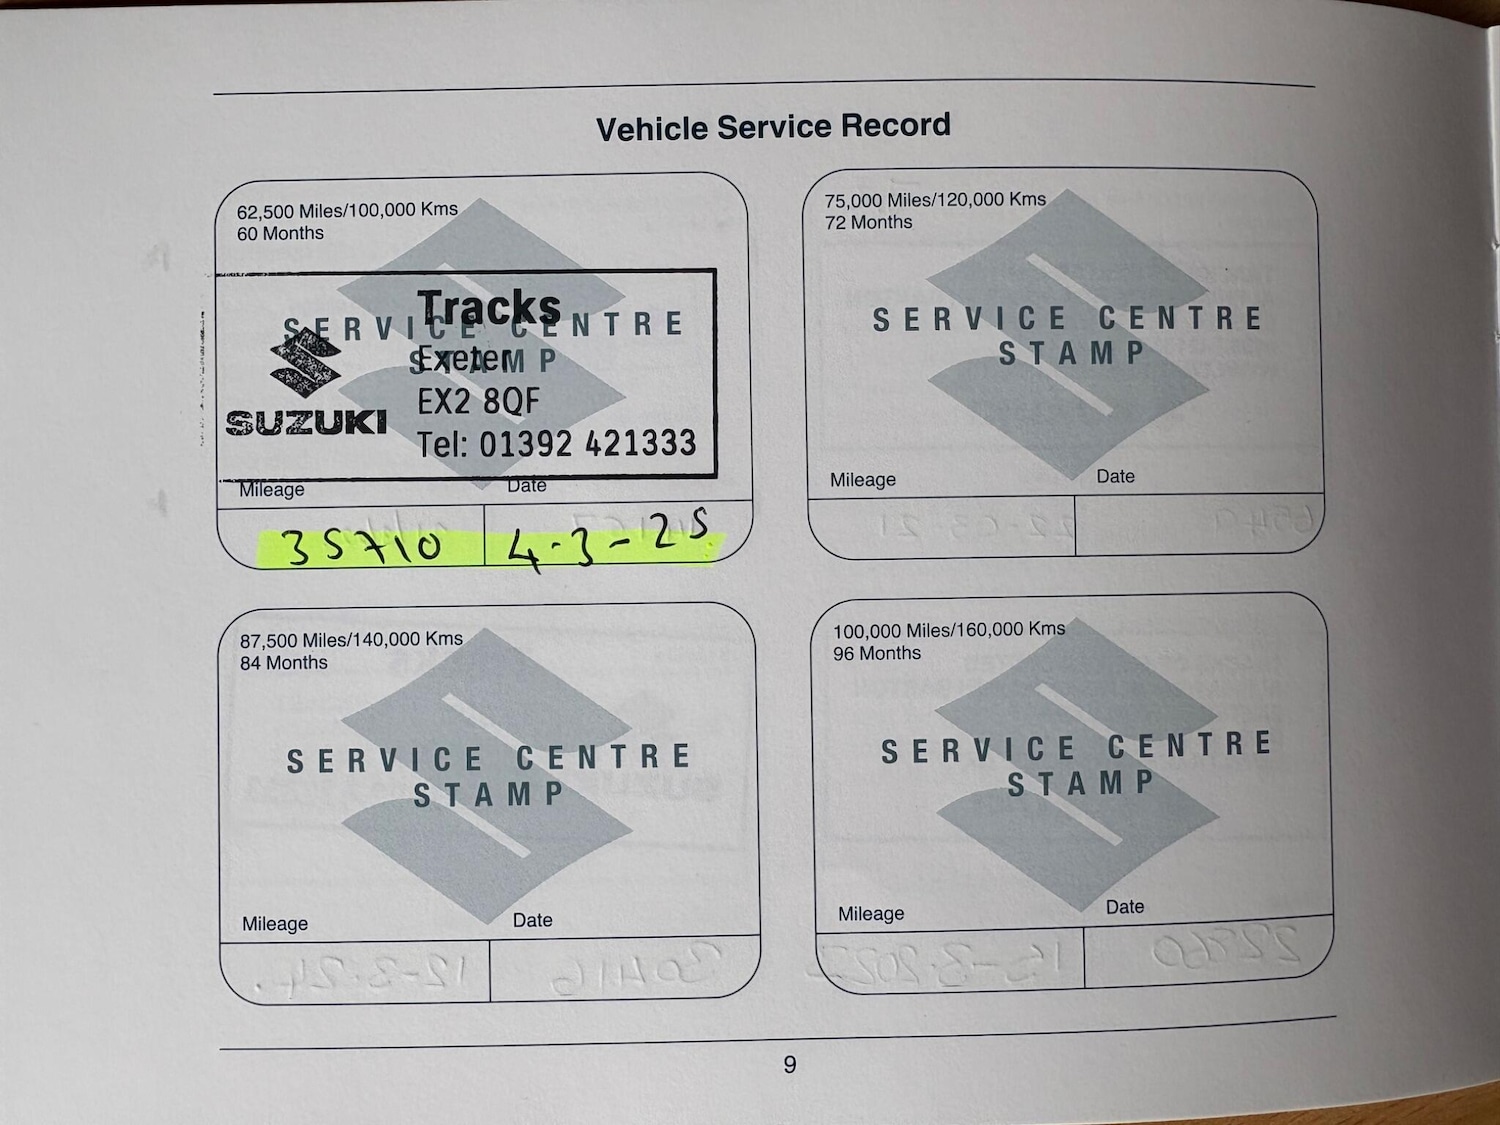 Vehicle Service Record
62,500 Miles/100,000 Kms
60 Months
SERVICE CENTRE
STAMP
Tracks
Exeter
EX2 8QF
Tel: 01392 421333
SUZUKI
Mileage
Date
35710
4-3-25
75,000 Miles/120,000 Kms
72 Months
SERVICE CENTRE
STAMP
Mileage
Date
87,500 Miles/140,000 Kms
84 Months
SERVICE CENTRE
STAMP
Mileage
Date
100,000 Miles/160,000 Kms
96 Months
SERVICE CENTRE
STAMP
Mileage
Date
9